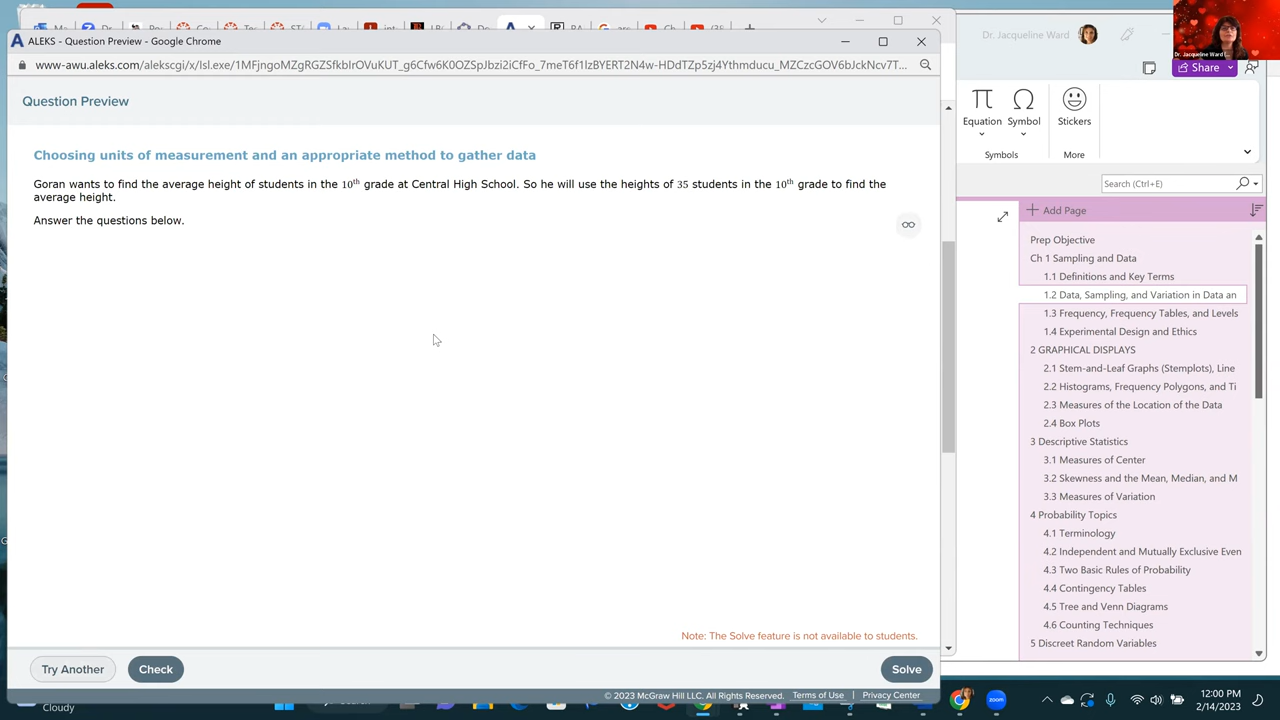 Dr. Jacqueline Ward
ALEKS - Question Preview - Google Chrome
Dr. Jacqueline Ward
Share
Question Preview
Equation
Symbol
Stickers
Symbols
More
Choosing units of measurement and an appropriate method to gather data
Goran wants to find the average height of students in the 10th grade at Central High School. So he will use the heights of 35 students in the 10th grade to find the
average height.
Answer the questions below.
Search (Ctrl+E)
Add Page
Prep Objective
Ch 1 Sampling and Data
1.1 Definitions and Key Terms
1.2 Data, Sampling, and Variation in Data an
1.3 Frequency, Frequency Tables, and Levels
1.4 Experimental Design and Ethics
2 GRAPHICAL DISPLAYS
2.1 Stem-and-Leaf Graphs (Stemplots), Line
2.2 Histograms, Frequency Polygons, and Ti
2.3 Measures of the Location of the Data
2.4 Box Plots
3 Descriptive Statistics
3.1 Measures of Center
3.2 Skewness and the Mean, Median, and M
3.3 Measures of Variation
4 Probability Topics
4.1 Terminology
4.2 Independent and Mutually Exclusive Even
4.3 Two Basic Rules of Probability
4.4 Contingency Tables
4.5 Tree and Venn Diagrams
4.6 Counting Techniques
5 Discreet Random Variables
Note: The Solve feature is not available to students.
Try Another
Check
Solve
© 2023 McGraw Hill LLC. All Rights Reserved. Terms of Use | Privacy Center
Cloudy
zoom
12:00 PM
2/14/2023